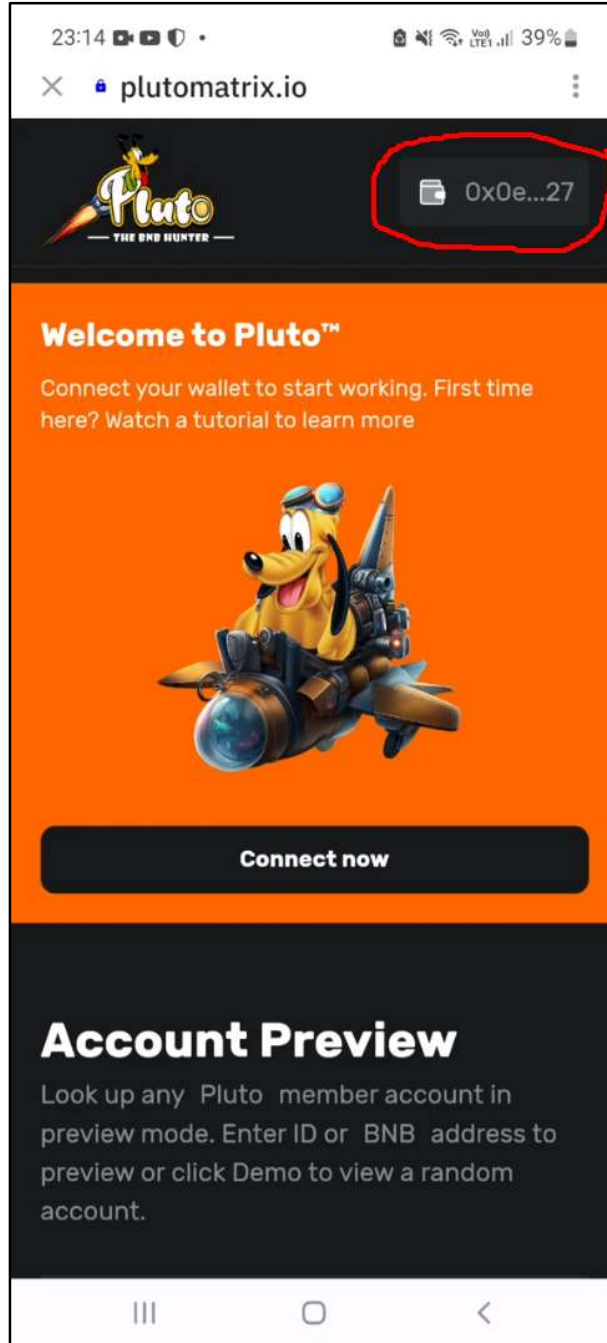 23:14
39%
plutomatrix.io
Pluto
THE BNB HUNTER
0x0e...27
Welcome to Pluto™
Connect your wallet to start working. First time
here? Watch a tutorial to learn more
Connect now
Account Preview
Look up any Pluto member account in
preview mode. Enter ID or BNB address to
preview or click Demo to view a random
account.